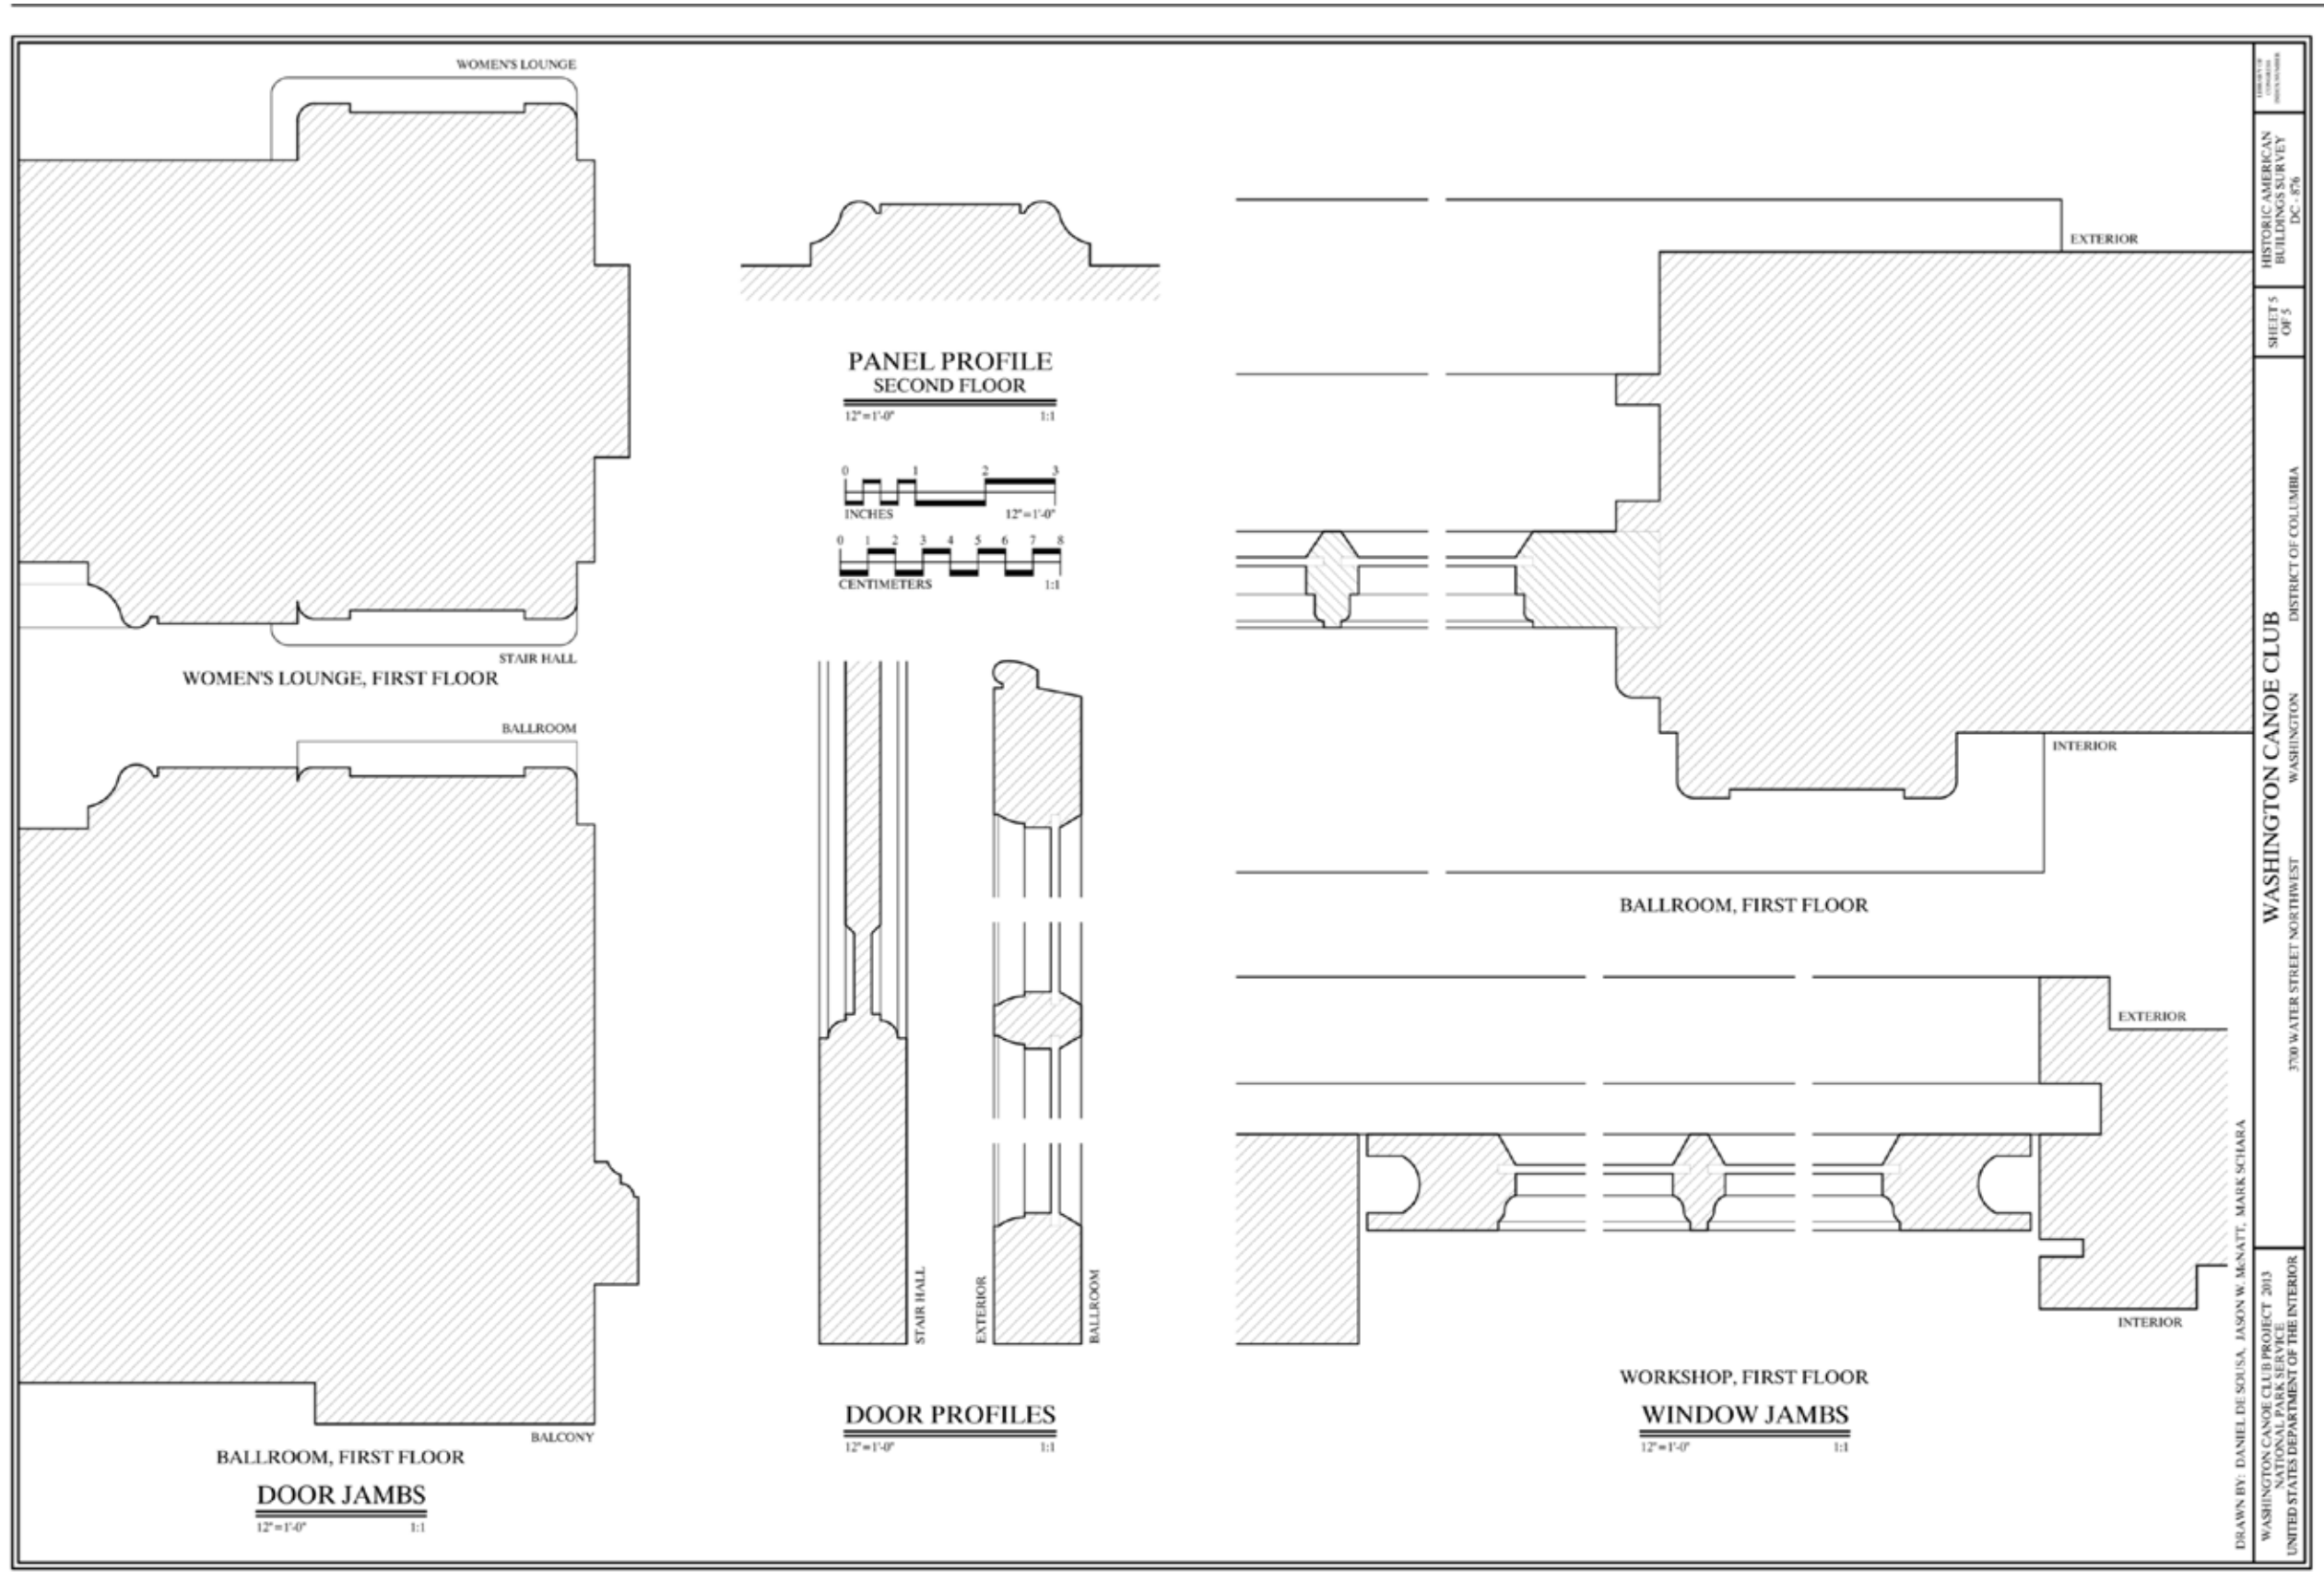 WOMEN'S LOUNGE
STAIR HALL
WOMEN'S LOUNGE, FIRST FLOOR
BALLROOM
BALCONY
BALLROOM, FIRST FLOOR
DOOR JAMBS
12"=1'-0" 1:1
PANEL PROFILE
SECOND FLOOR
12"=1'-0" 1:1
0 1 2 3
INCHES 12"=1'-0"
0 1 2 3 4 5 6 7 8
CENTIMETERS 1:1
STAIR HALL
EXTERIOR
BALLROOM
DOOR PROFILES
12"=1'-0" 1:1
EXTERIOR
INTERIOR
BALLROOM, FIRST FLOOR
EXTERIOR
INTERIOR
WORKSHOP, FIRST FLOOR
WINDOW JAMBS
12"=1'-0" 1:1
LIBRARY OF
CONGRESS
INDEX NUMBER
HISTORIC AMERICAN
BUILDINGS SURVEY
DC - 876
SHEET 5
OF 5
WASHINGTON CANOE CLUB
3700 WATER STREET NORTHWEST WASHINGTON DISTRICT OF COLUMBIA
DRAWN BY: DANIEL DE SOUSA, JASON W. McNATT, MARK SCHARA
WASHINGTON CANOE CLUB PROJECT 2013
NATIONAL PARK SERVICE
UNITED STATES DEPARTMENT OF THE INTERIOR